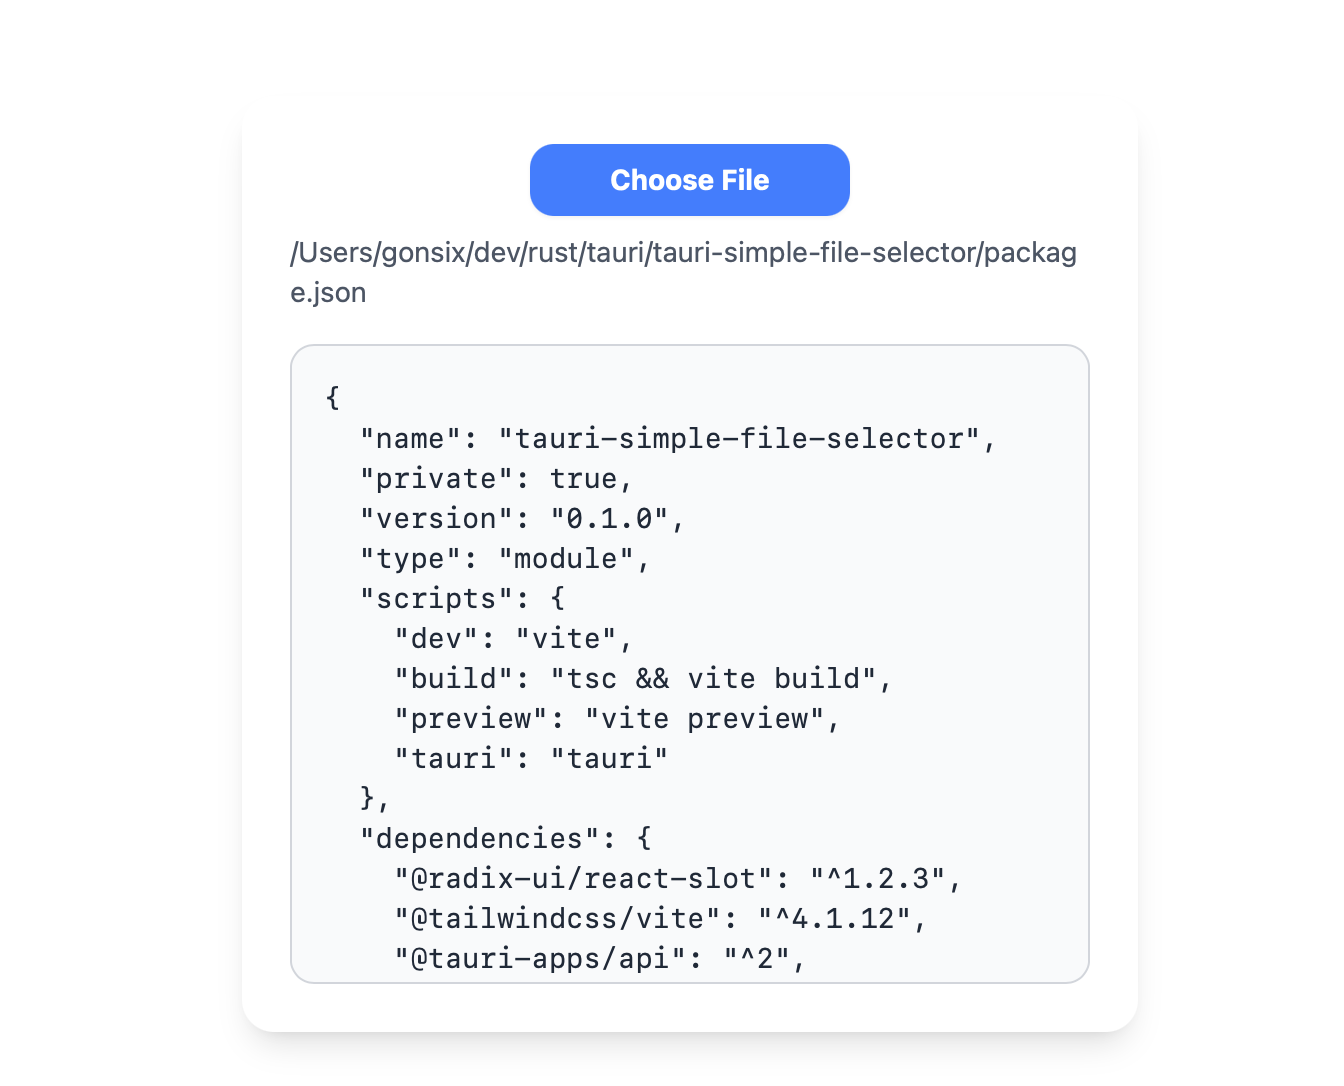 Choose File
/Users/gonsix/dev/rust/tauri/tauri-simple-file-selector/packag
e.json
{
  "name": "tauri-simple-file-selector",
  "private": true,
  "version": "0.1.0",
  "type": "module",
  "scripts": {
    "dev": "vite",
    "build": "tsc && vite build",
    "preview": "vite preview",
    "tauri": "tauri"
  },
  "dependencies": {
    "@radix-ui/react-slot": "^1.2.3",
    "@tailwindcss/vite": "^4.1.12",
    "@tauri-apps/api": "^2",